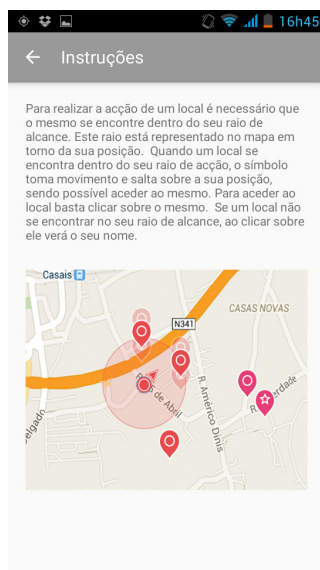 16h45
Instruções
Para realizar a acção de um local é necessário que
o mesmo se encontre dentro do seu raio de
alcance. Este raio está representado no mapa em
torno da sua posição.  Quando um local se
encontra dentro do seu raio de acção, o símbolo
toma movimento e salta sobre a sua posição,
sendo possível aceder ao mesmo. Para aceder ao
local basta clicar sobre o mesmo.  Se um local não
se encontrar no seu raio de alcance, ao clicar sobre
ele verá o seu nome.
Casais
CASAS NOVAS
N341
de Abril
R. Américo Dinis